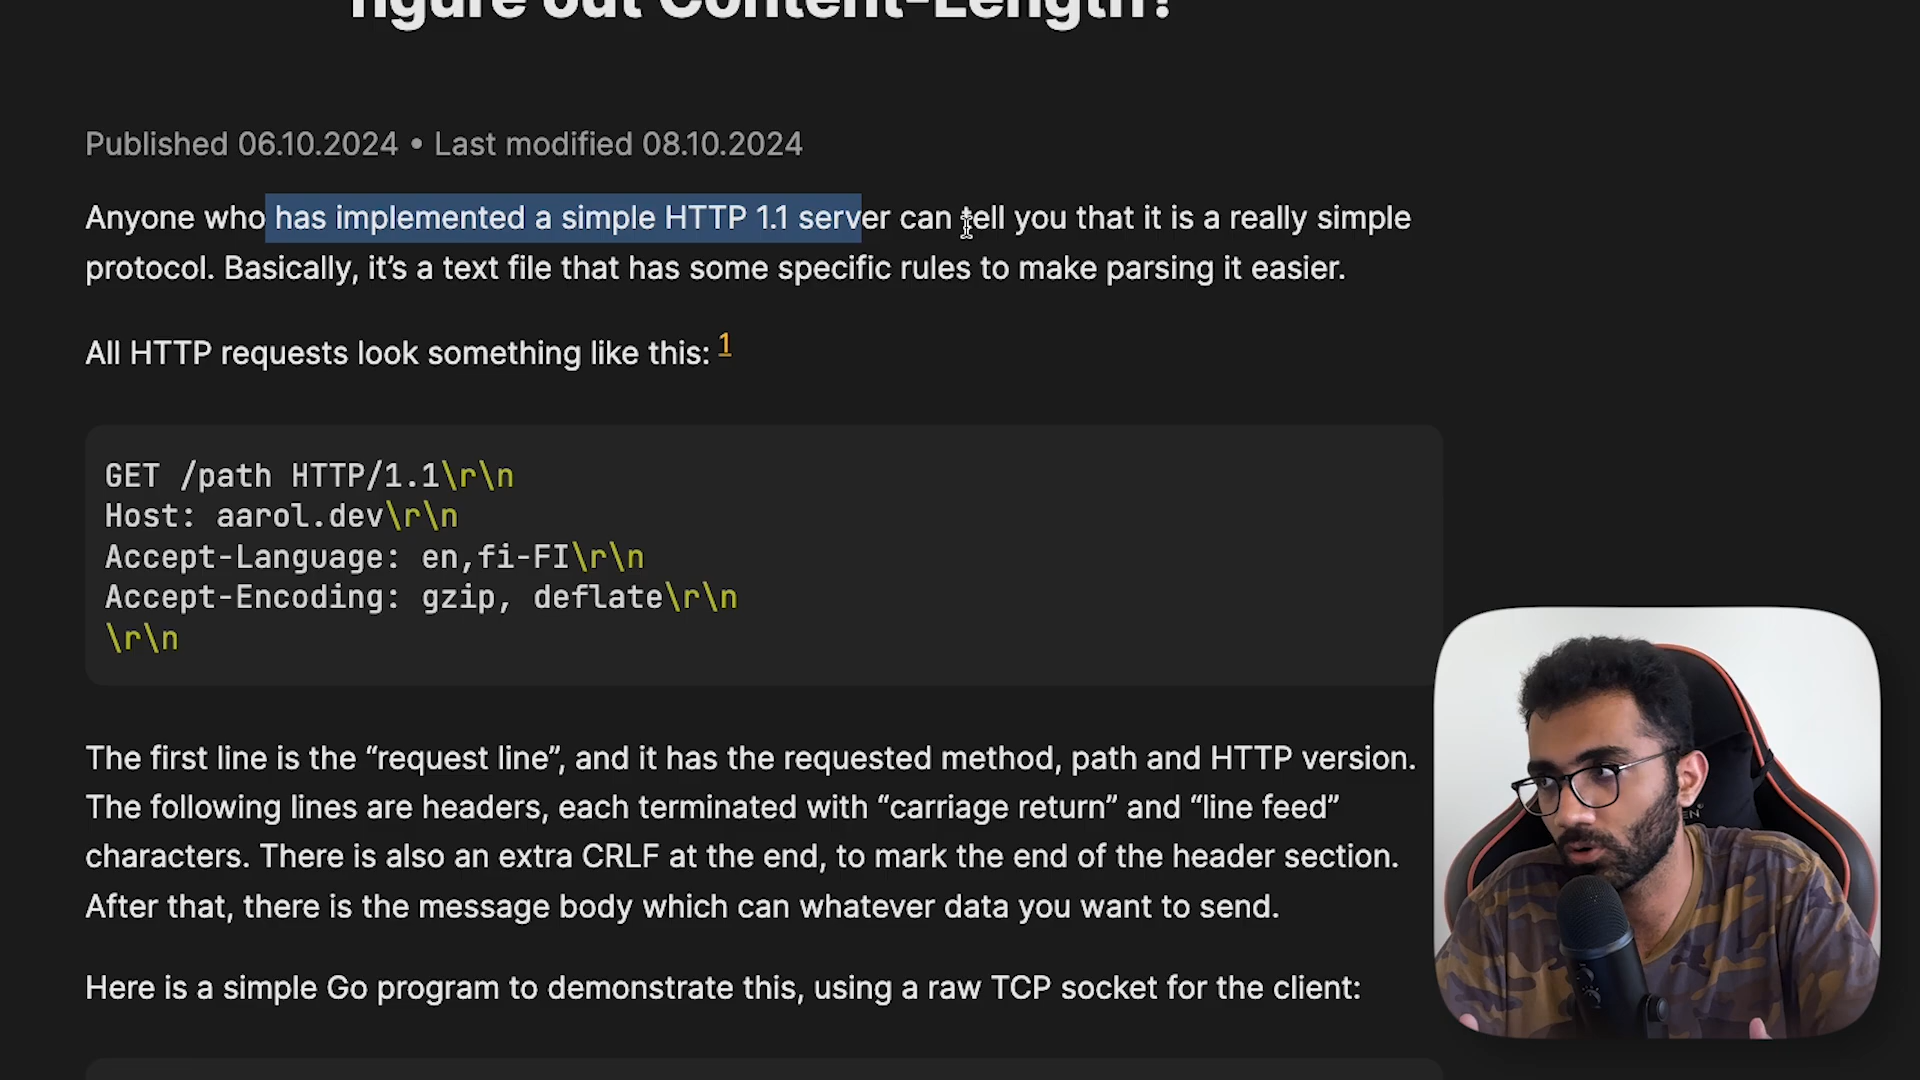 figure out Content-Length?
Published 06.10.2024 • Last modified 08.10.2024
Anyone who has implemented a simple HTTP 1.1 server can tell you that it is a really simple
protocol. Basically, it’s a text file that has some specific rules to make parsing it easier.
All HTTP requests look something like this: 1
GET /path HTTP/1.1\r\n
Host: aarol.dev\r\n
Accept-Language: en,fi-FI\r\n
Accept-Encoding: gzip, deflate\r\n
\r\n
The first line is the “request line”, and it has the requested method, path and HTTP version.
The following lines are headers, each terminated with “carriage return” and “line feed”
characters. There is also an extra CRLF at the end, to mark the end of the header section.
After that, there is the message body which can whatever data you want to send.
Here is a simple Go program to demonstrate this, using a raw TCP socket for the client: